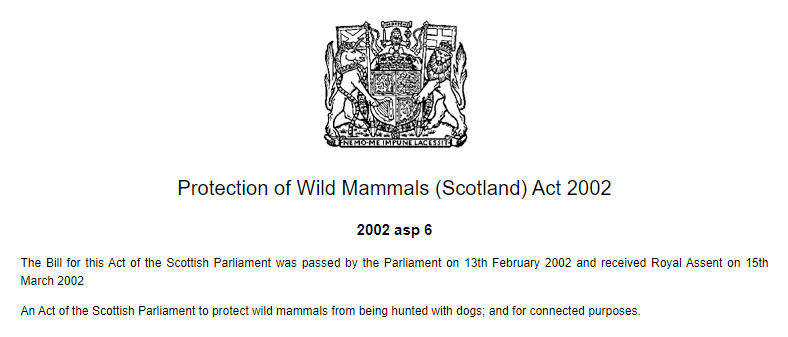 NEMO·ME IMPUNE LACESSIT
Protection of Wild Mammals (Scotland) Act 2002
2002 asp 6
The Bill for this Act of the Scottish Parliament was passed by the Parliament on 13th February 2002 and received Royal Assent on 15th
March 2002
An Act of the Scottish Parliament to protect wild mammals from being hunted with dogs; and for connected purposes.